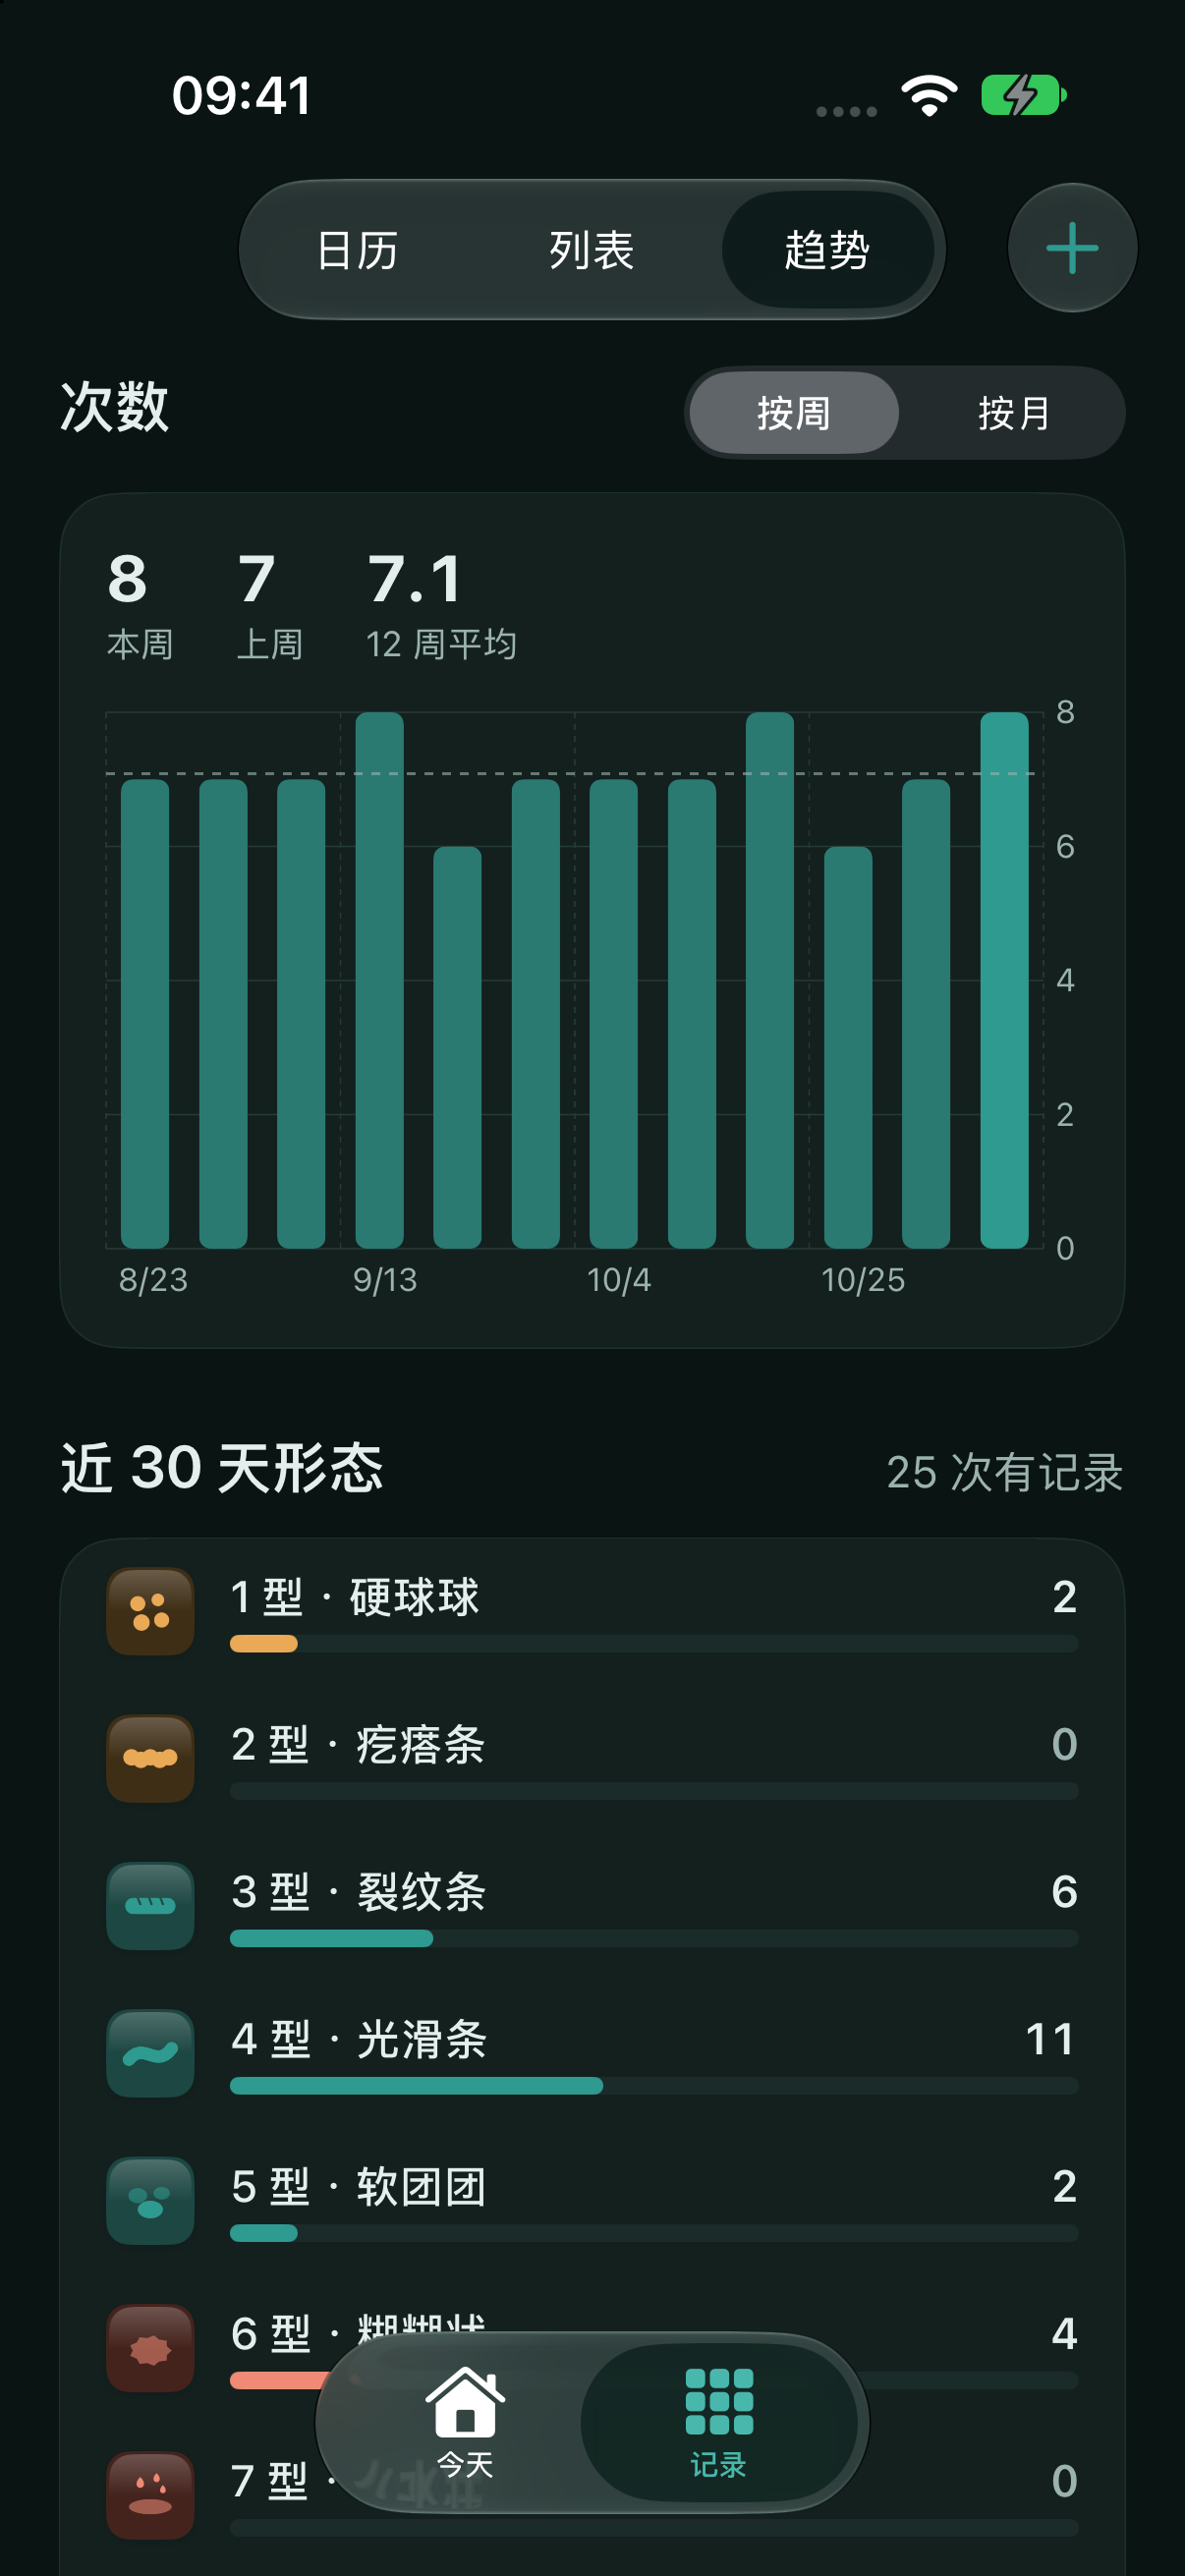 09:41
日历 列表 趋势
次数 按周 按月
8 7 7.1
本周 上周 12 周平均
8
6
4
2
0
8/23 9/13 10/4 10/25
近 30 天形态 25 次有记录
1 型 · 硬球球 2
2 型 · 疙瘩条 0
3 型 · 裂纹条 6
4 型 · 光滑条 11
5 型 · 软团团 2
6 型 · 糊糊状 4
7 型 · 0
今天 记录